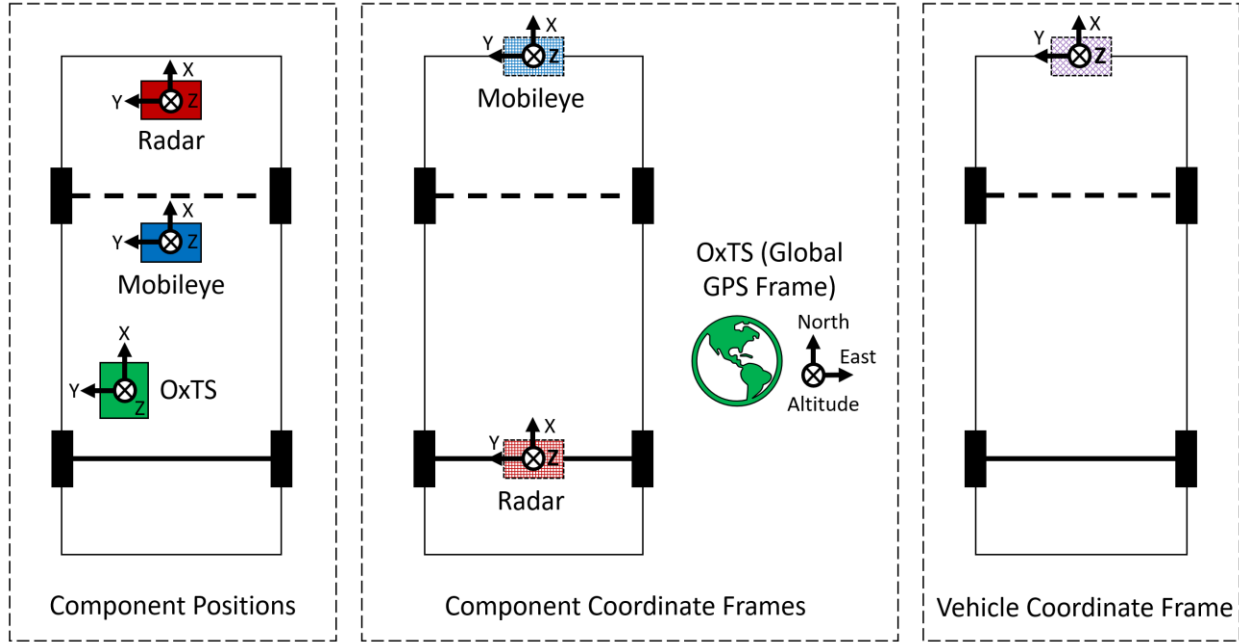 X
Y
Z
Radar
X
Y
Z
Mobileye
X
Y
Z
OxTS
Component Positions
X
Y
Z
Mobileye
OxTS (Global
GPS Frame)
North
East
Altitude
X
Y
Z
Radar
Component Coordinate Frames
X
Y
Z
Vehicle Coordinate Frame